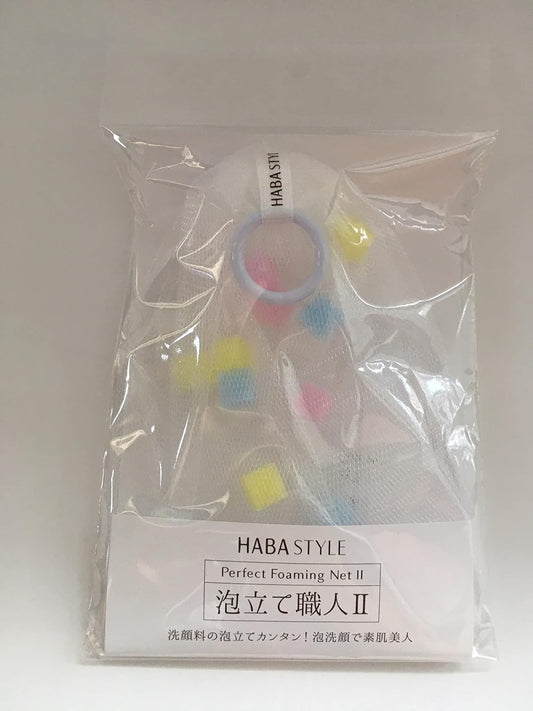 HABA STYLE
HABA STYLE
Perfect Foaming Net II
泡立て職人II
洗顔料の泡立てカンタン！泡洗顔で素肌美人